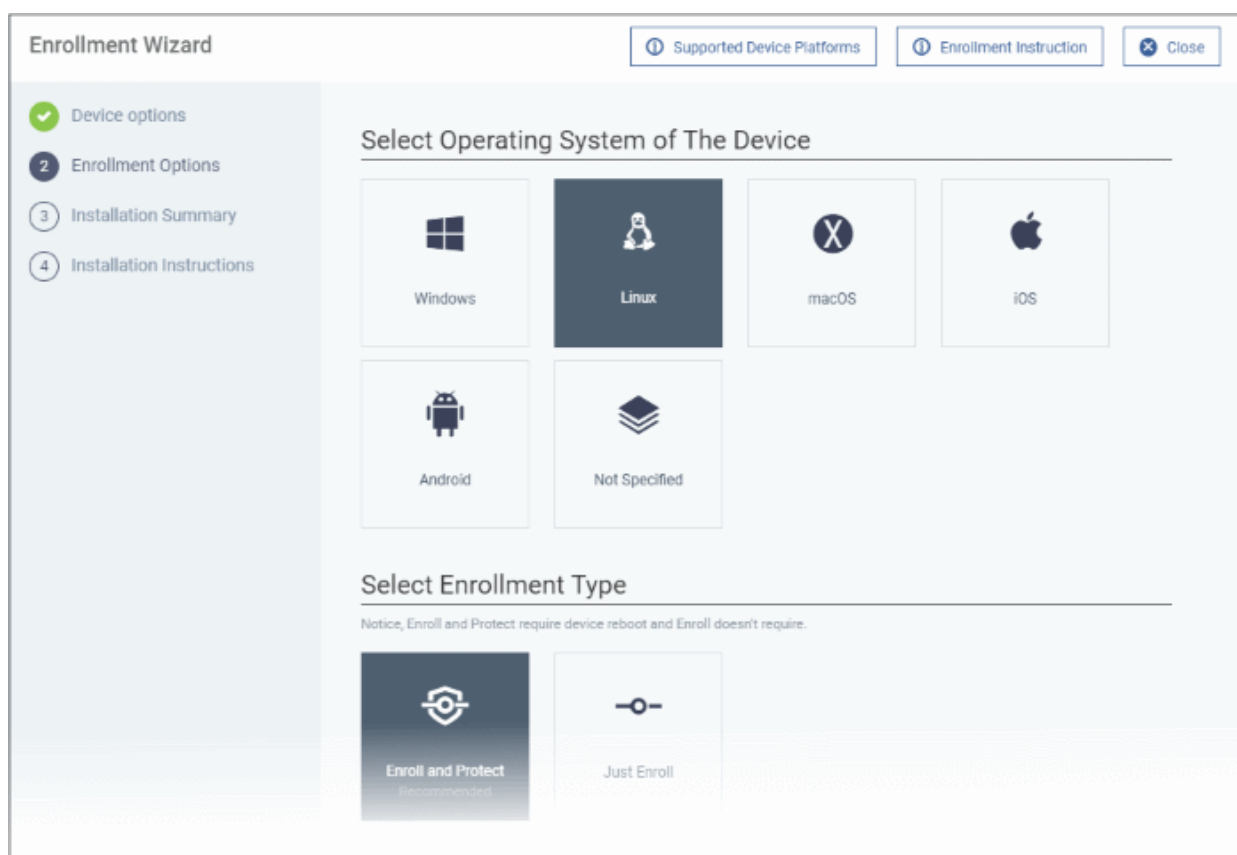 Enrollment Wizard
Supported Device Platforms
Enrollment Instruction
Close
Device options
2 Enrollment Options
3 Installation Summary
4 Installation Instructions
Select Operating System of The Device
Windows
Linux
macOS
iOS
Android
Not Specified
Select Enrollment Type
Notice, Enroll and Protect require device reboot and Enroll doesn't require.
Enroll and Protect
Recommended
Just Enroll